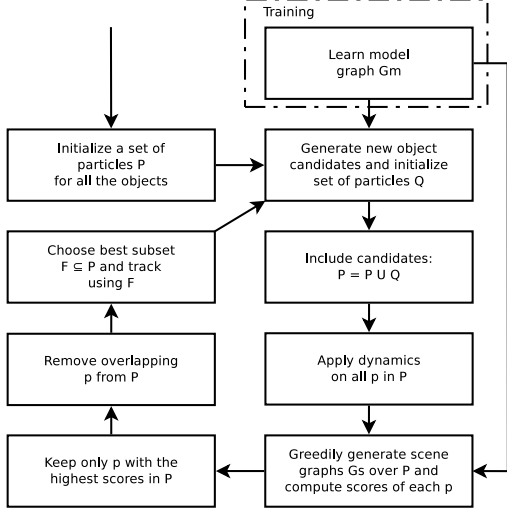 Training
Learn model
graph Gm
Initialize a set of
particles P
for all the objects
Generate new object
candidates and initialize
set of particles Q
Choose best subset
F ⊆ P and track
using F
Include candidates:
P = P U Q
Remove overlapping
p from P
Apply dynamics
on all p in P
Keep only p with the
highest scores in P
Greedily generate scene
graphs Gs over P and
compute scores of each p